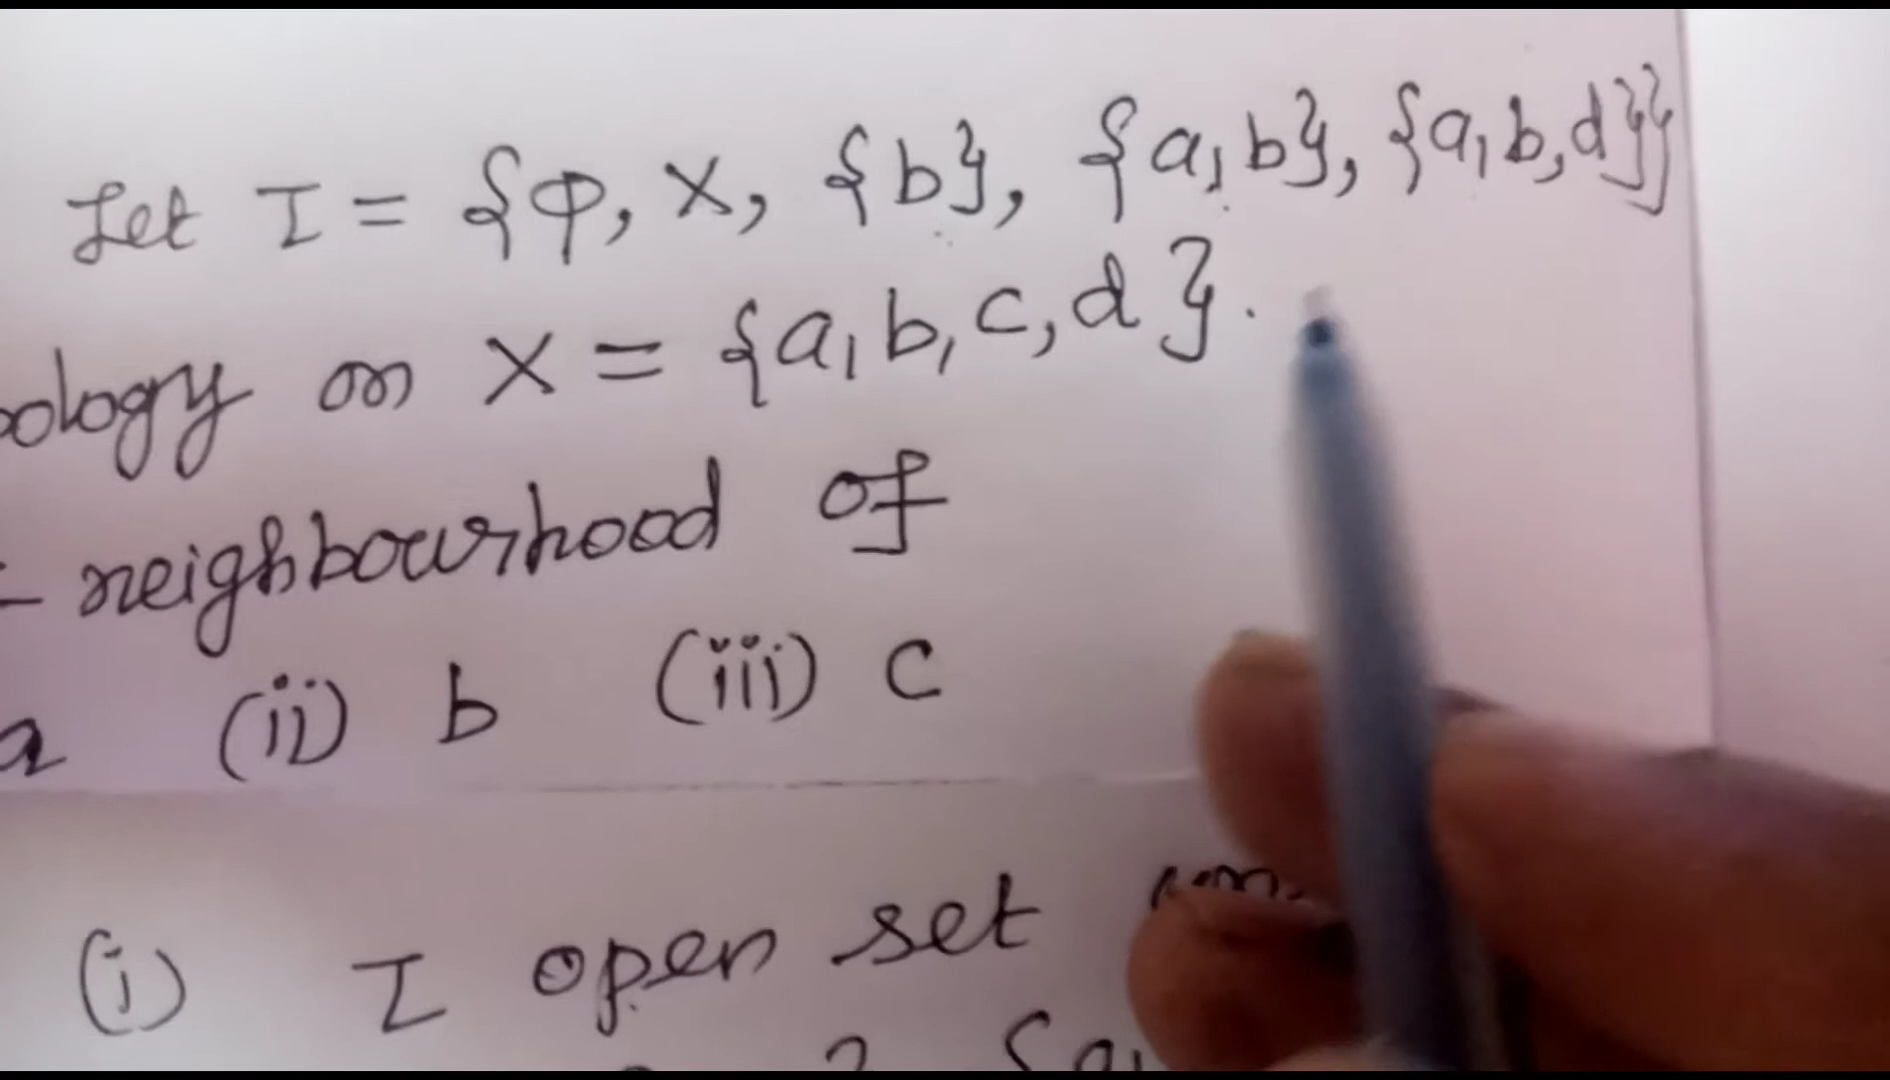 Let τ = {φ, X, {b}, {a, b}, {a, b, d}}
ology on X = {a, b, c, d}.
- neighbourhood of
a (ii) b (iii) c
(i) τ open set